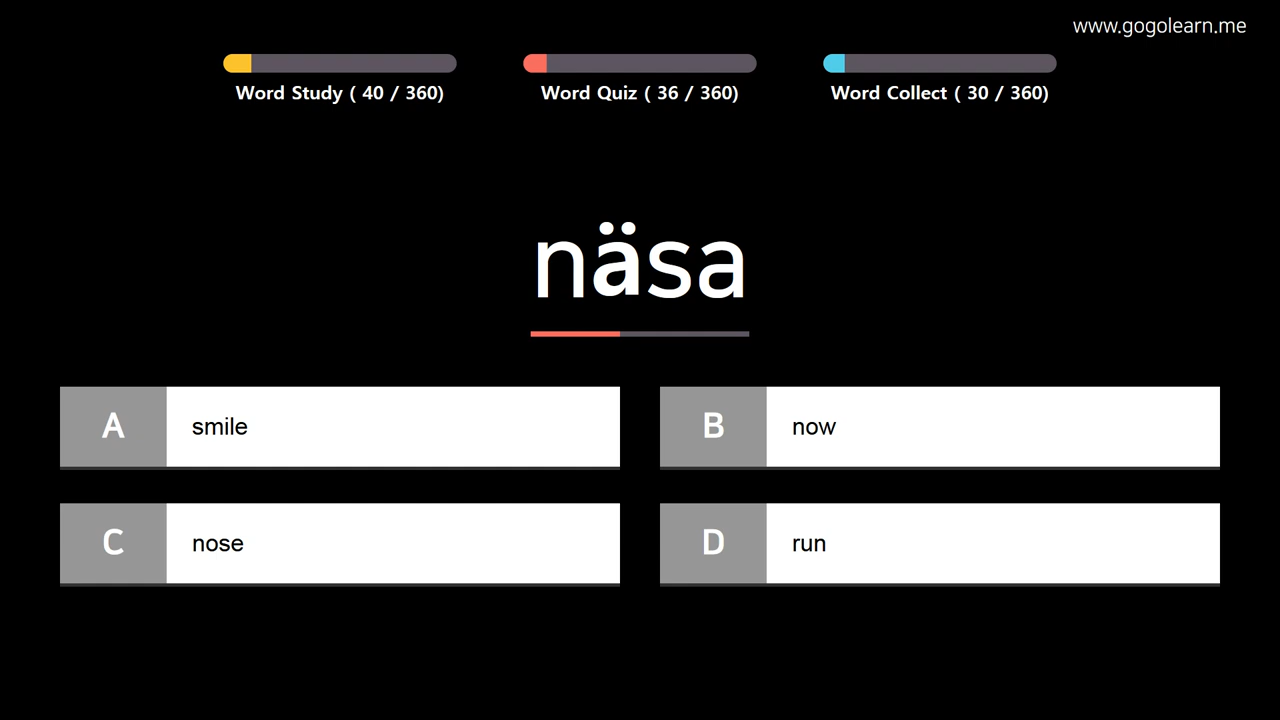 www.gogolearn.me
Word Study ( 40 / 360)
Word Quiz ( 36 / 360)
Word Collect ( 30 / 360)
näsa
A smile
B now
C nose
D run